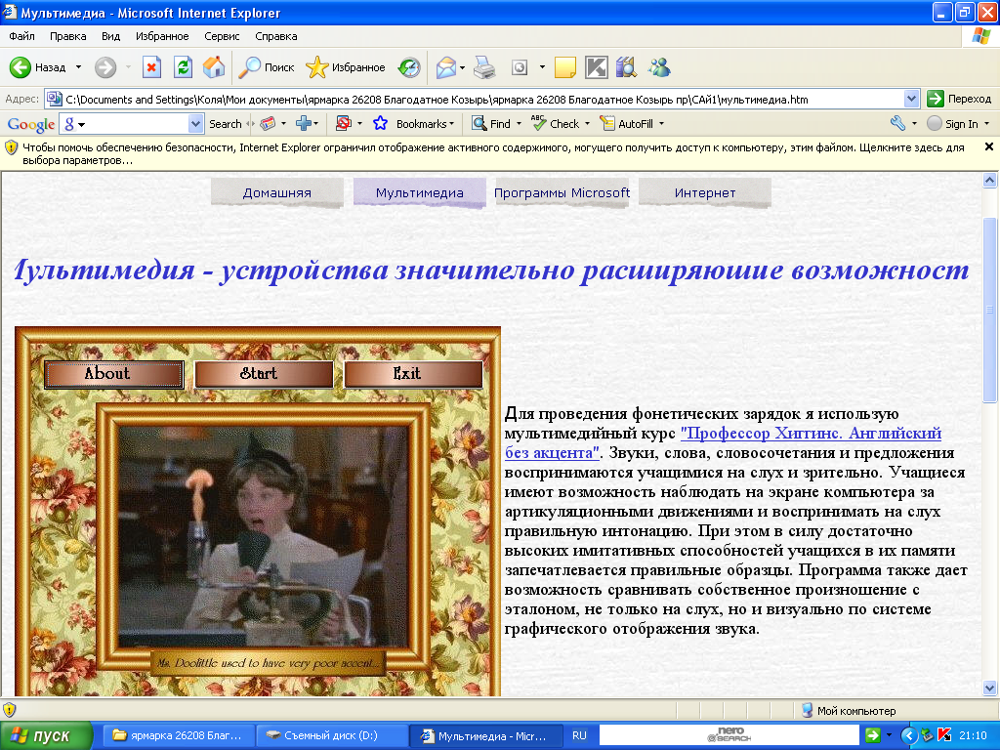 Мультимедиа - Microsoft Internet Explorer
Файл Правка Вид Избранное Сервис Справка
Назад Поиск Избранное
Адрес: C:\Documents and Settings\Коля\Мои документы\ярмарка 26208 Благодатное Козырь\ярмарка 26208 Благодатное Козырь пр\САй1\мультимедиа.htm Переход
Google g Search Bookmarks Find ABC Check AutoFill Sign In
Чтобы помочь обеспечению безопасности, Internet Explorer ограничил отображение активного содержимого, могущего получить доступ к компьютеру, этим файлом. Щелкните здесь для
выбора параметров...
Домашняя Мультимедиа Программы Microsoft Интернет
ультимедия - устройства значительно расширяюшие возможност
About Start Exit
Ms. Doolittle used to have very poor accent...
Для проведения фонетических зарядок я использую
мультимедийный курс "Профессор Хиггинс. Английский
без акцента". Звуки, слова, словосочетания и предложения
воспринимаются учащимися на слух и зрительно. Учащиеся
имеют возможность наблюдать на экране компьютера за
артикуляционными движениями и воспринимать на слух
правильную интонацию. При этом в силу достаточно
высоких имитативных способностей учащихся в их памяти
запечатлевается правильные образцы. Программа также дает
возможность сравнивать собственное произношение с
эталоном, не только на слух, но и визуально по системе
графического отображения звука.
Мой компьютер
пуск ярмарка 26208 Благ... Съемный диск (D:) Мультимедиа - Micr... RU nero SEARCH 21:10